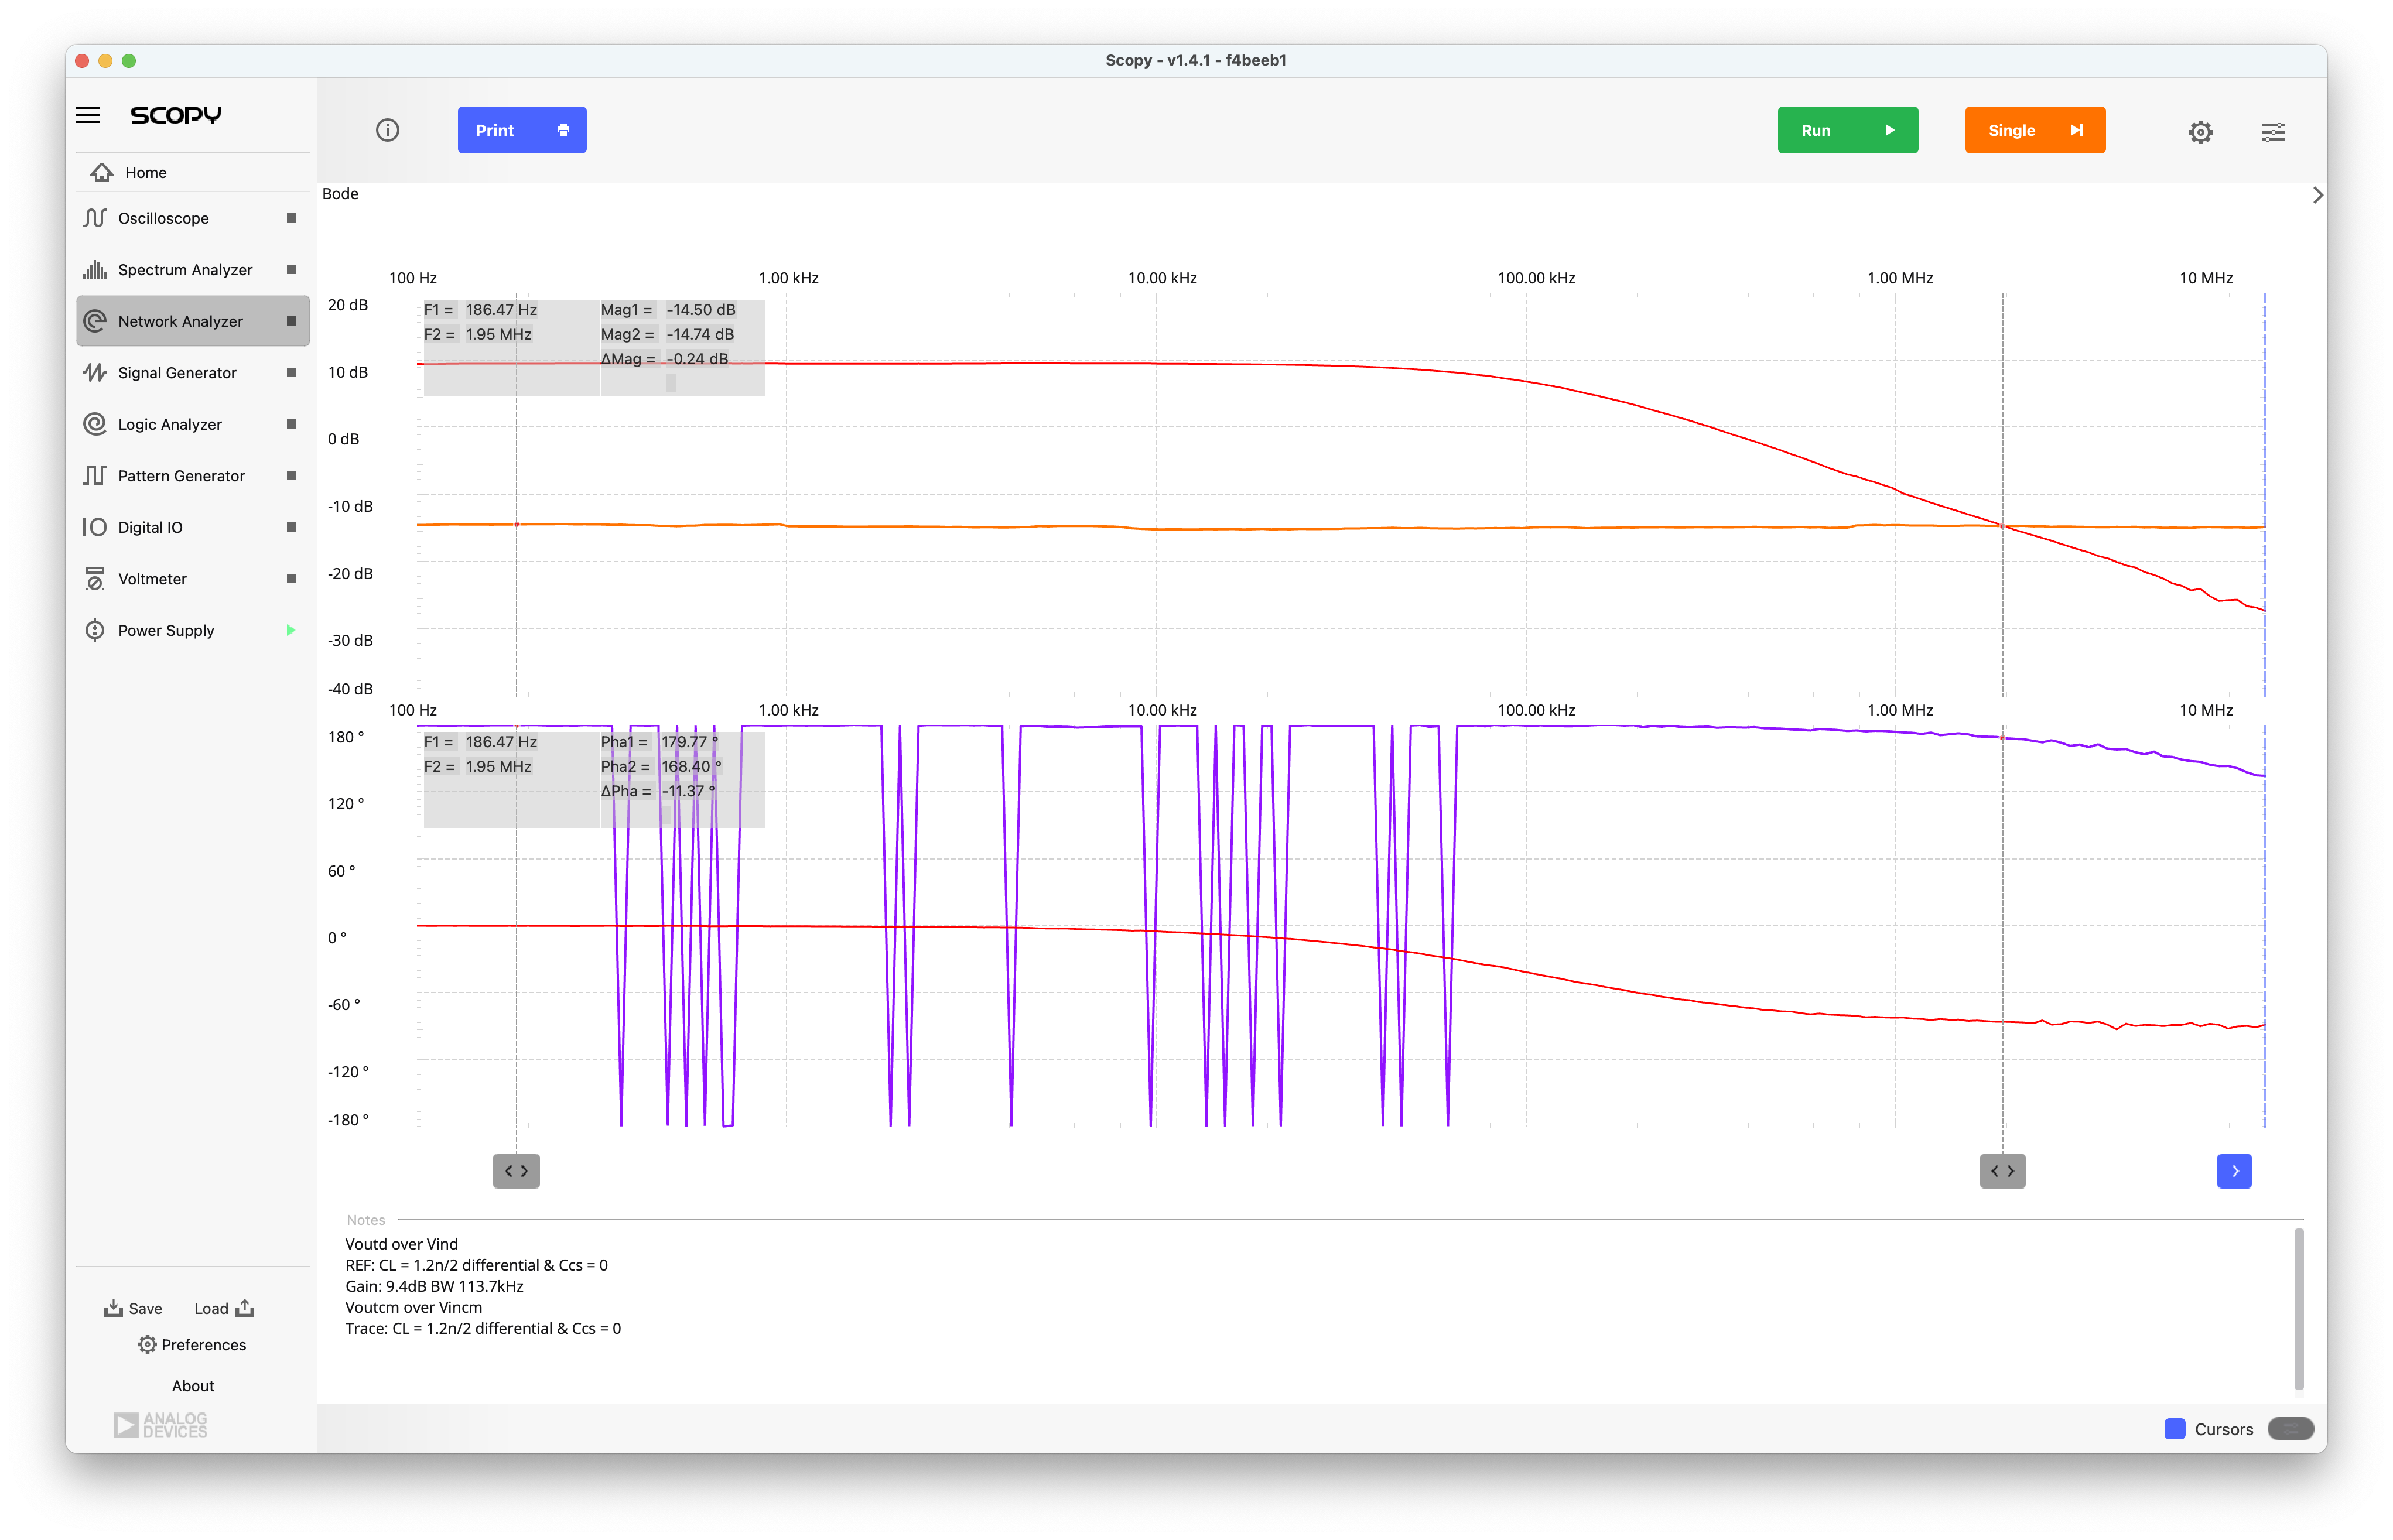 Scopy - v1.4.1 - f4beeb1
SCOPY
Print
Run
Single
Home
Oscilloscope
Spectrum Analyzer
Network Analyzer
Signal Generator
Logic Analyzer
Pattern Generator
Digital IO
Voltmeter
Power Supply
Bode
100 Hz 1.00 kHz 10.00 kHz 100.00 kHz 1.00 MHz 10 MHz
20 dB
10 dB
0 dB
-10 dB
-20 dB
-30 dB
-40 dB
F1 = 186.47 Hz Mag1 = -14.50 dB
F2 = 1.95 MHz Mag2 = -14.74 dB
ΔMag = -0.24 dB
100 Hz 1.00 kHz 10.00 kHz 100.00 kHz 1.00 MHz 10 MHz
180 °
120 °
60 °
0 °
-60 °
-120 °
-180 °
F1 = 186.47 Hz Pha1 = 179.77 °
F2 = 1.95 MHz Pha2 = 168.40 °
ΔPha = -11.37 °
Notes
Voutd over Vind
REF: CL = 1.2n/2 differential & Ccs = 0
Gain: 9.4dB BW 113.7kHz
Voutcm over Vincm
Trace: CL = 1.2n/2 differential & Ccs = 0
Save Load
Preferences
About
ANALOG
DEVICES
Cursors